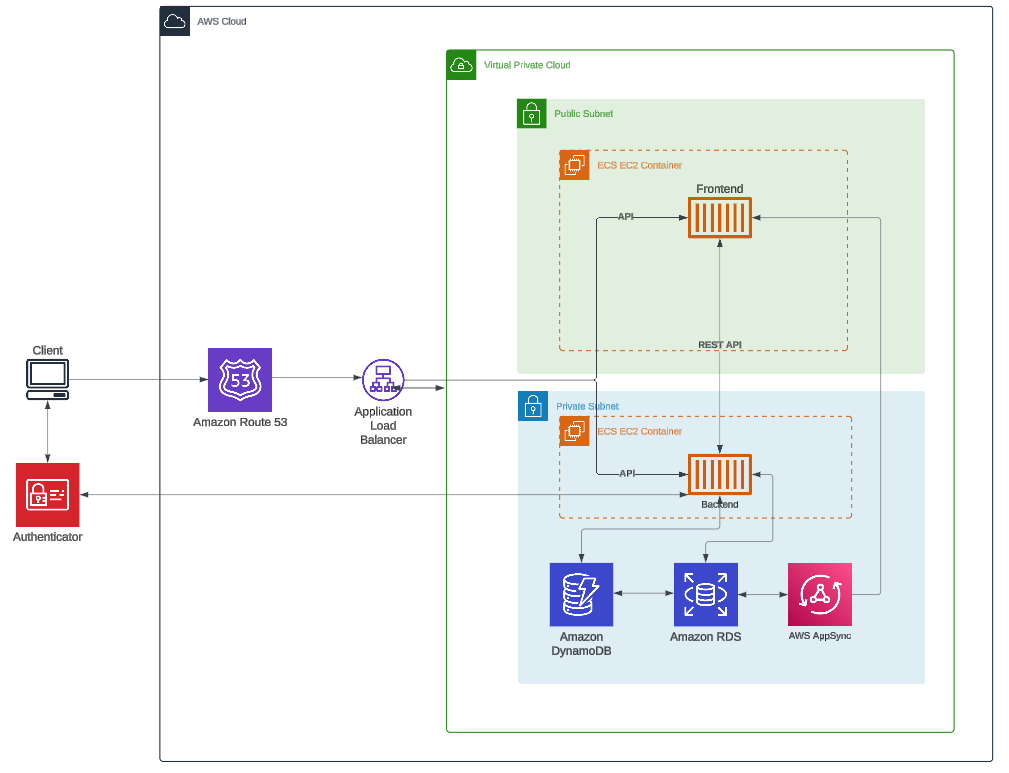 AWS Cloud
Virtual Private Cloud
Public Subnet
ECS EC2 Container
Frontend
API
REST API
Client
53
Amazon Route 53
Application
Load
Balancer
Private Subnet
ECS EC2 Container
API
Backend
Authenticator
Amazon
DynamoDB
Amazon RDS
AWS AppSync